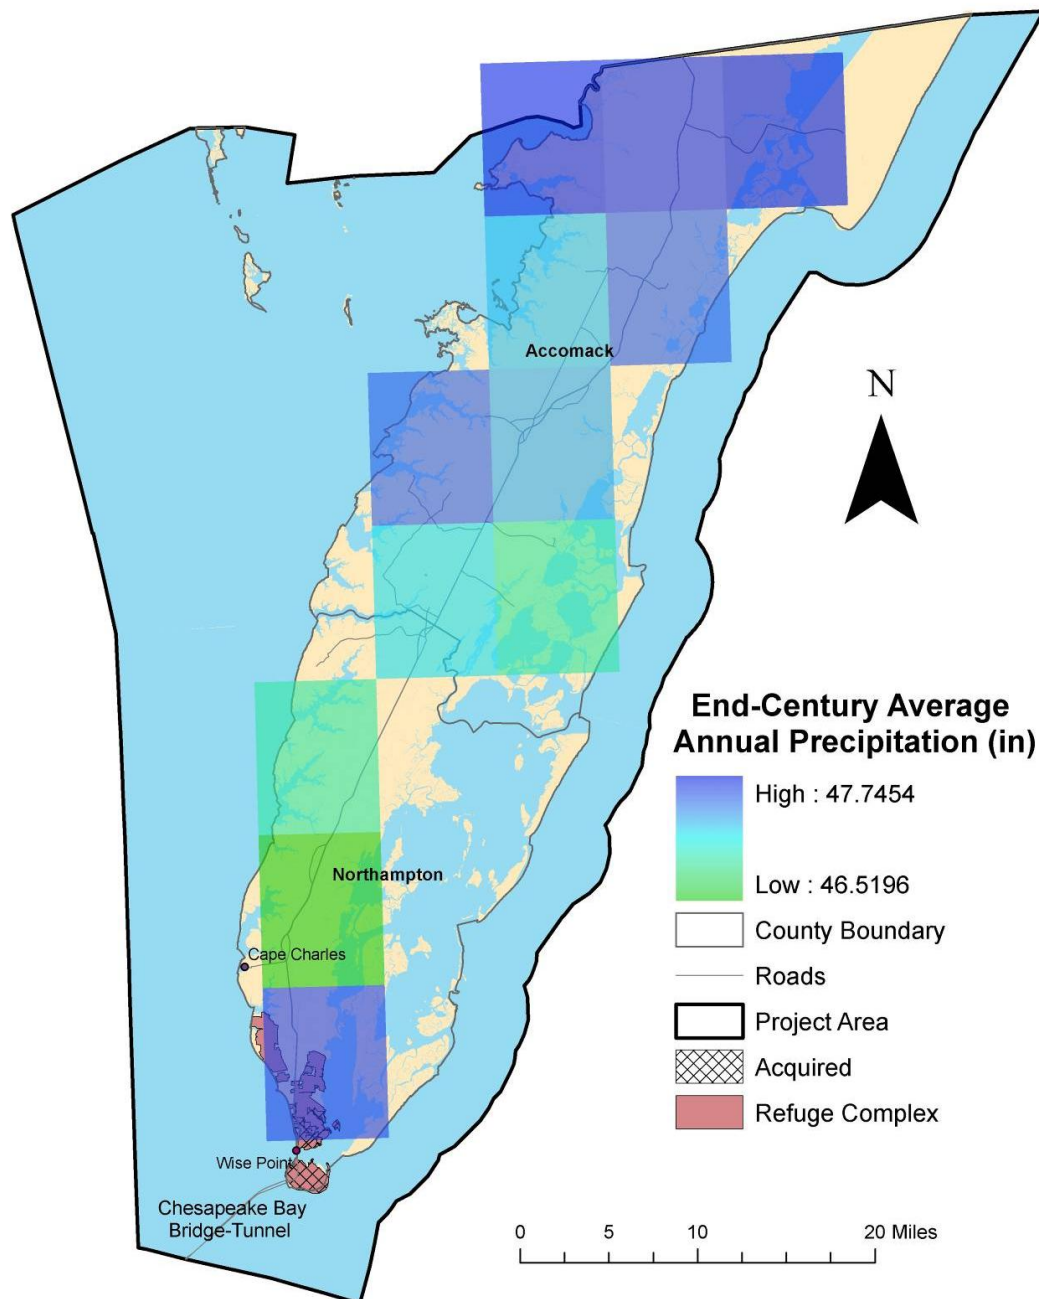 Accomack
N
End-Century Average
Annual Precipitation (in)
High : 47.7454
Low : 46.5196
County Boundary
Roads
Project Area
Acquired
Refuge Complex
Northampton
Cape Charles
Wise Point
Chesapeake Bay
Bridge-Tunnel
0 5 10 20 Miles